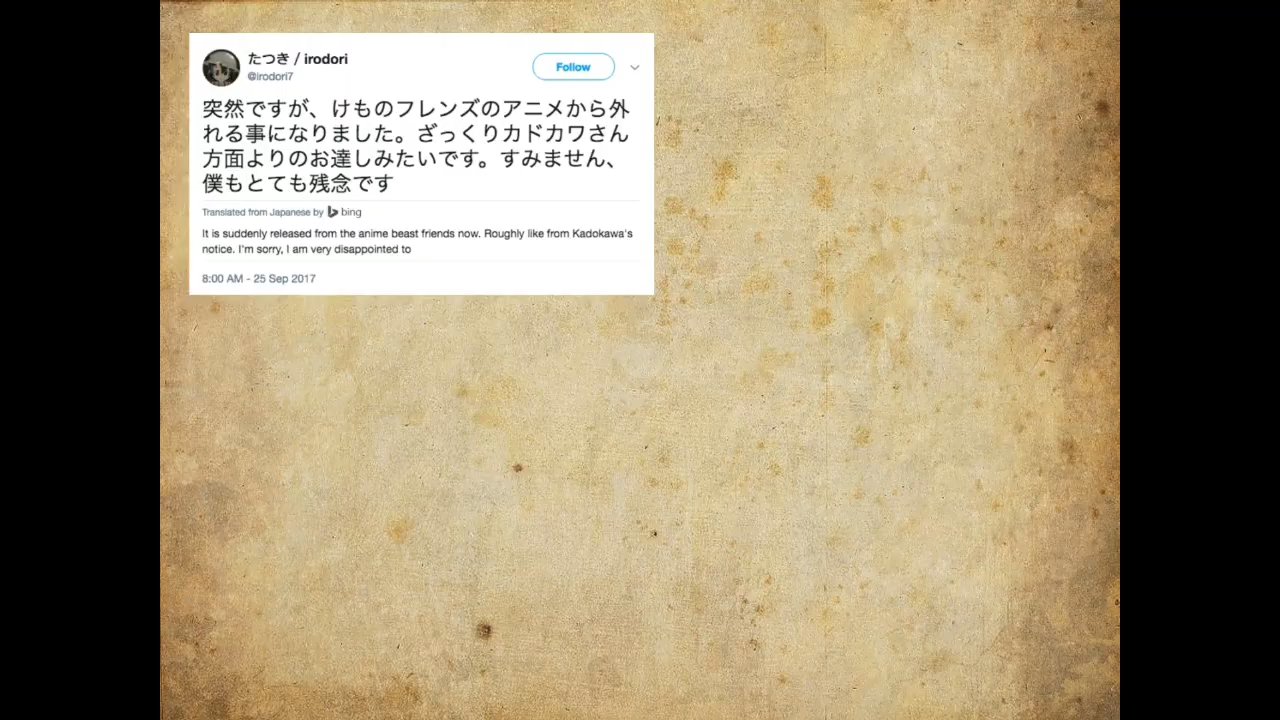 たつき / irodori
@irodori7
Follow
突然ですが、けものフレンズのアニメから外
れる事になりました。ざっくりカドカワさん
方面よりのお達しみたいです。すみません、
僕もとても残念です
Translated from Japanese by bing
It is suddenly released from the anime beast friends now. Roughly like from Kadokawa's
notice. I'm sorry, I am very disappointed to
8:00 AM - 25 Sep 2017